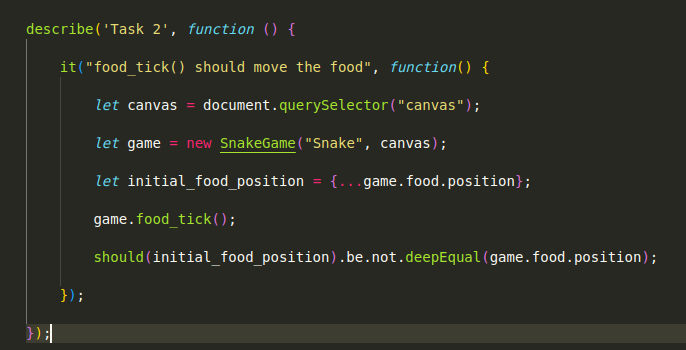 describe('Task 2', function () {
it("food_tick() should move the food", function() {
let canvas = document.querySelector("canvas");
let game = new SnakeGame("Snake", canvas);
let initial_food_position = {...game.food.position};
game.food_tick();
should(initial_food_position).be.not.deepEqual(game.food.position);
});
});